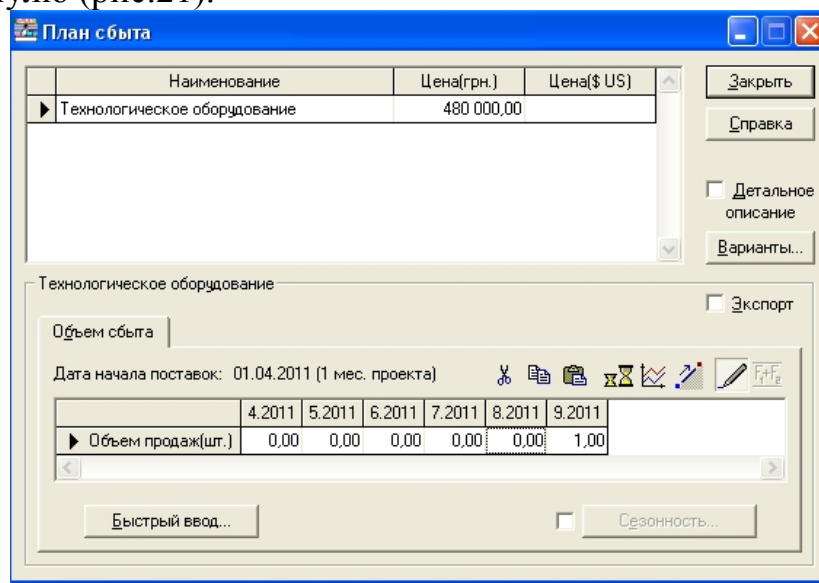 (рис.21).
План сбыта
Наименование Цена(грн.) Цена($ US)
Технологическое оборудование 480 000,00
Закрыть
Справка
Детальное
описание
Варианты...
Технологическое оборудование
Экспорт
Объем сбыта
Дата начала поставок: 01.04.2011 (1 мес. проекта)
4.2011 5.2011 6.2011 7.2011 8.2011 9.2011
Объем продаж(шт.) 0,00 0,00 0,00 0,00 0,00 1,00
Быстрый ввод...
Сезонность...